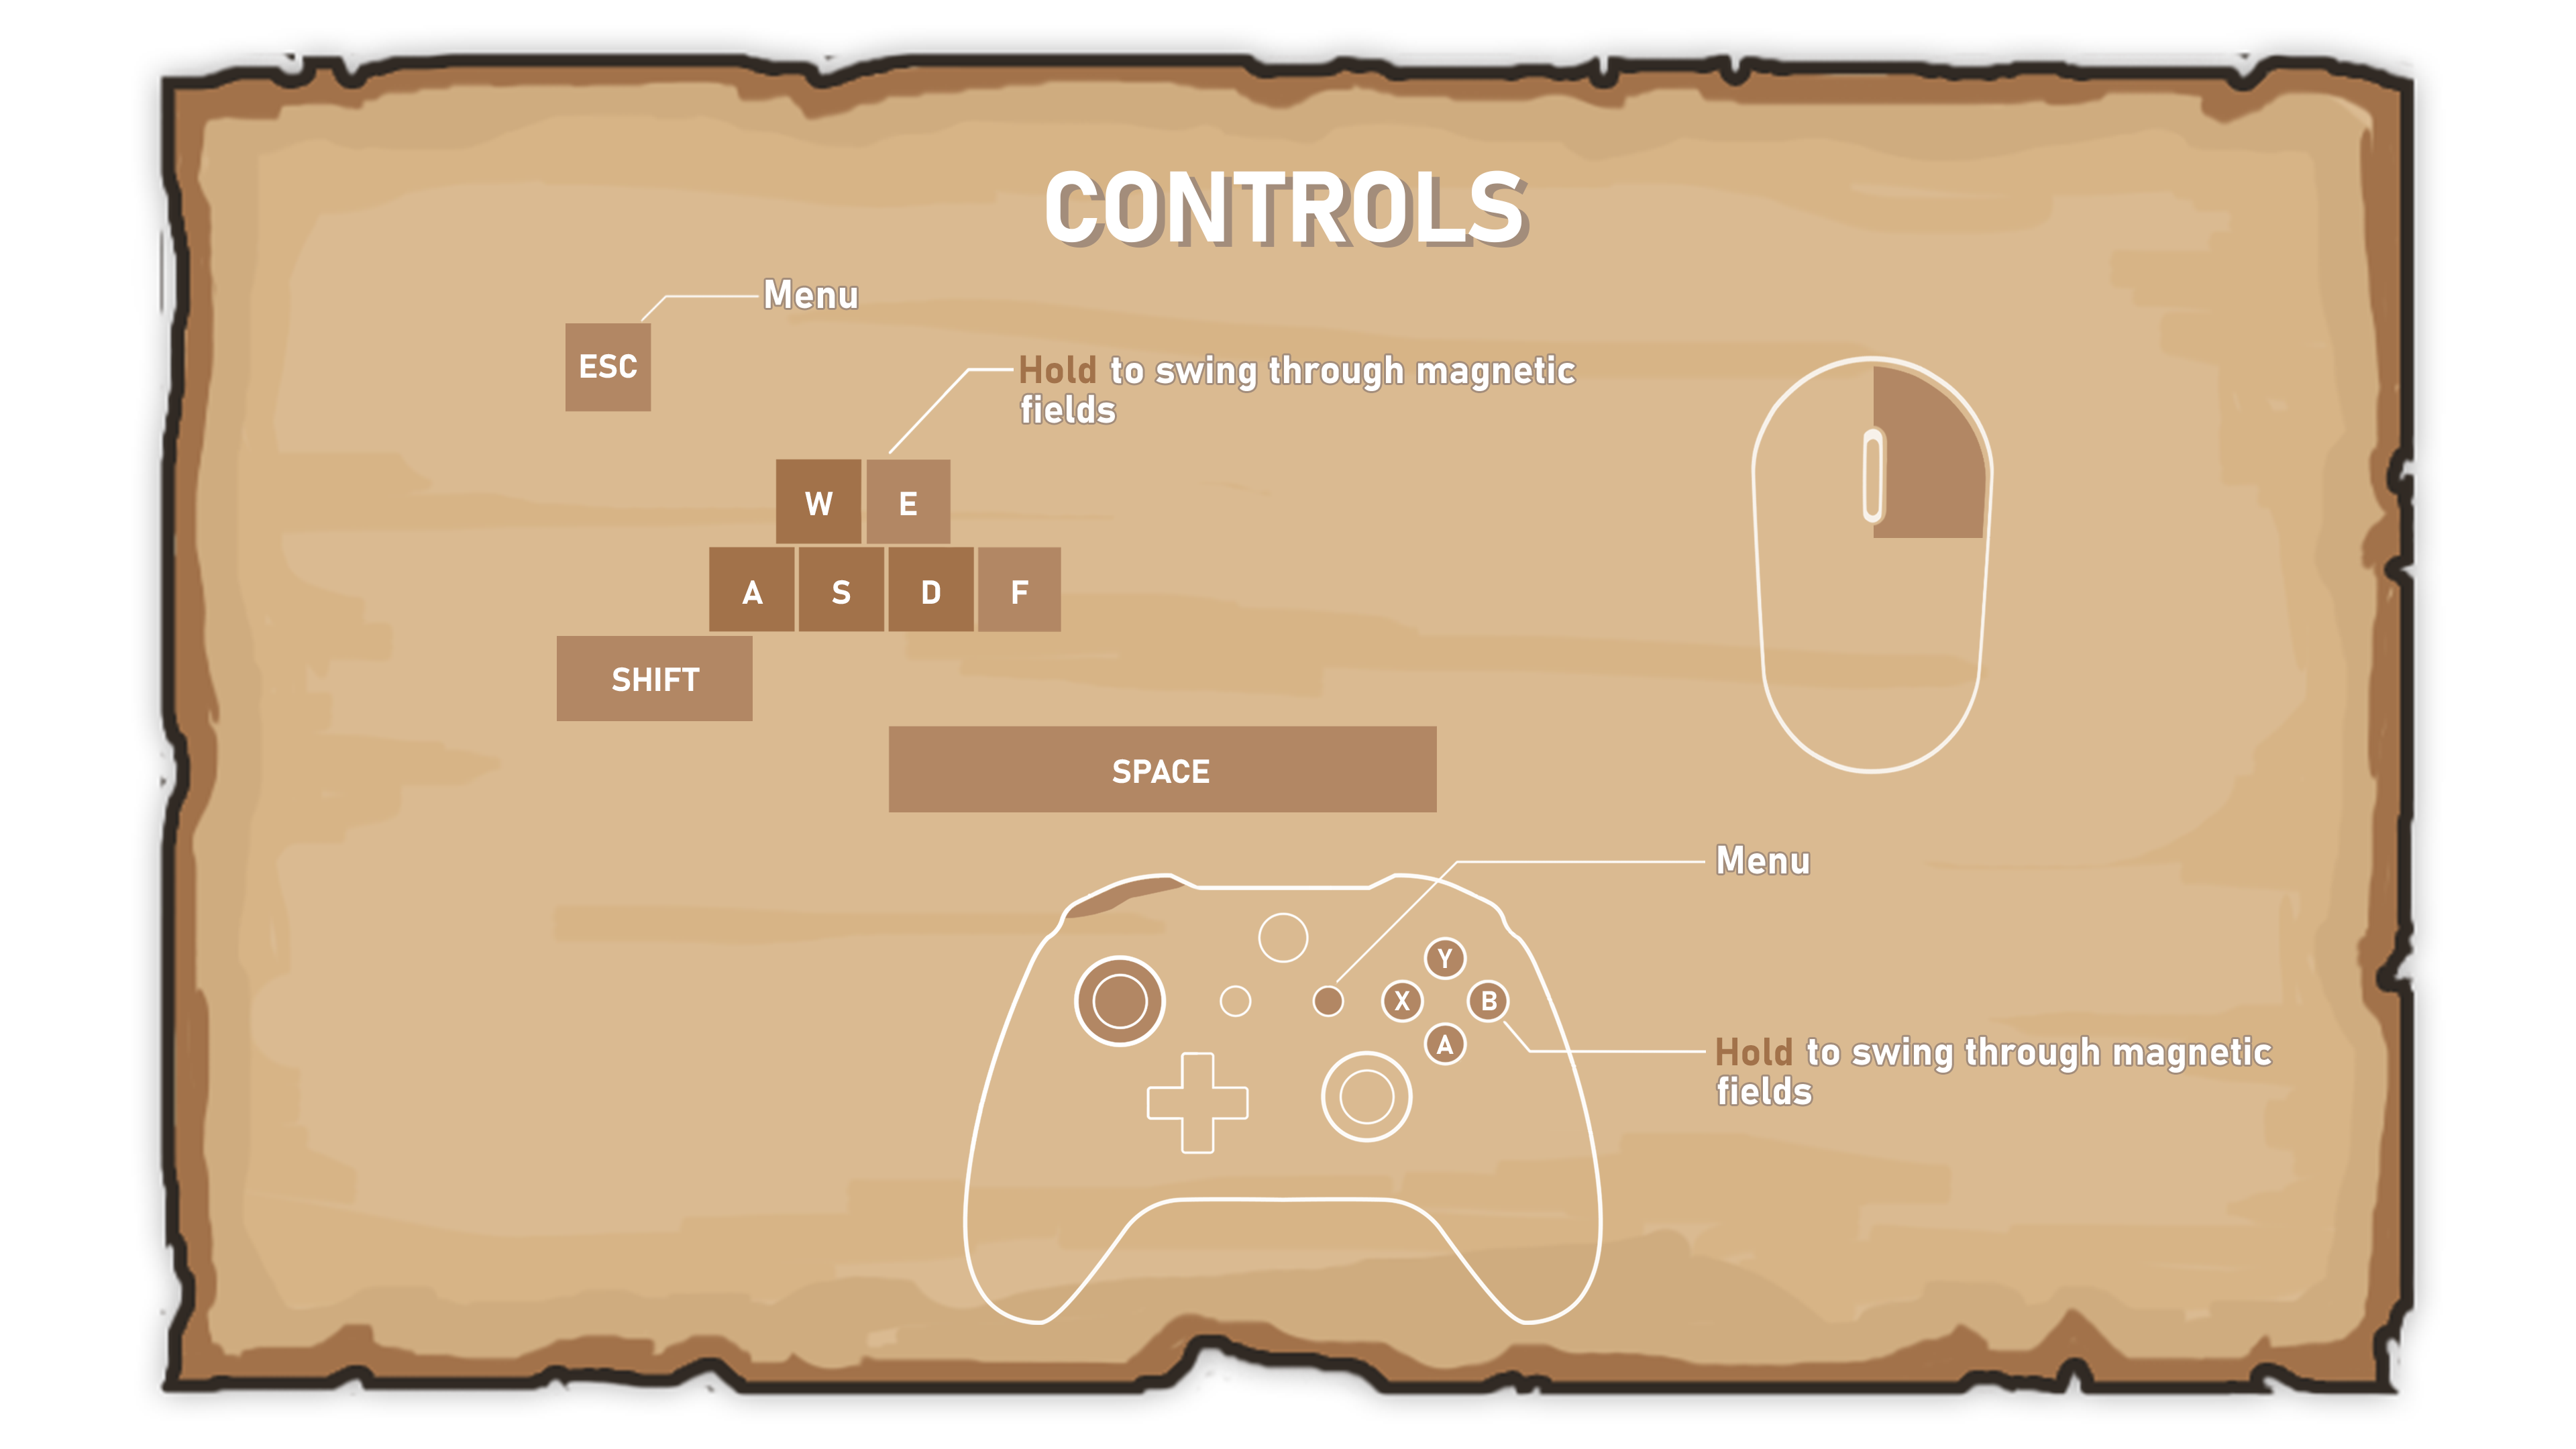 CONTROLS
Menu
ESC
Hold to swing through magnetic
fields
W E
A S D F
SHIFT
SPACE
Menu
Y
X B
A
Hold to swing through magnetic
fields